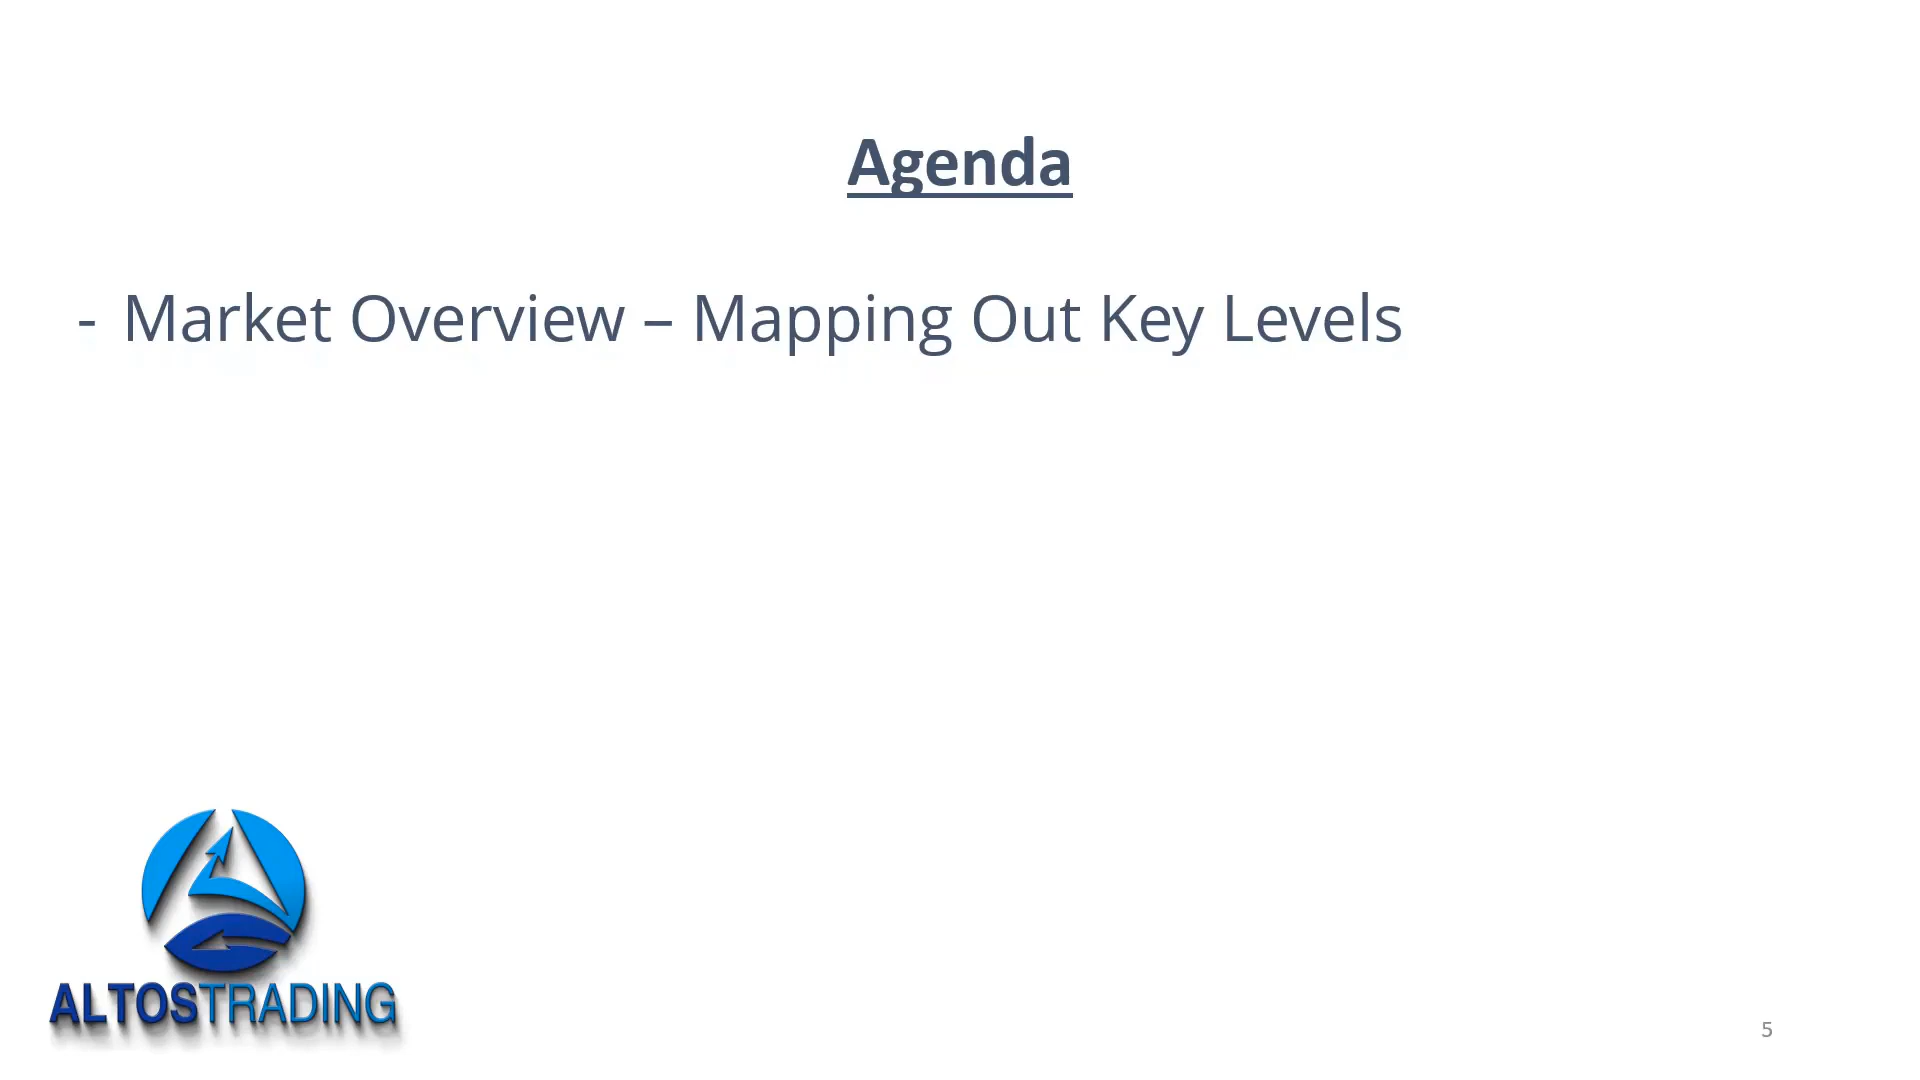 Agenda
- Market Overview – Mapping Out Key Levels
ALTOSTRADING
5